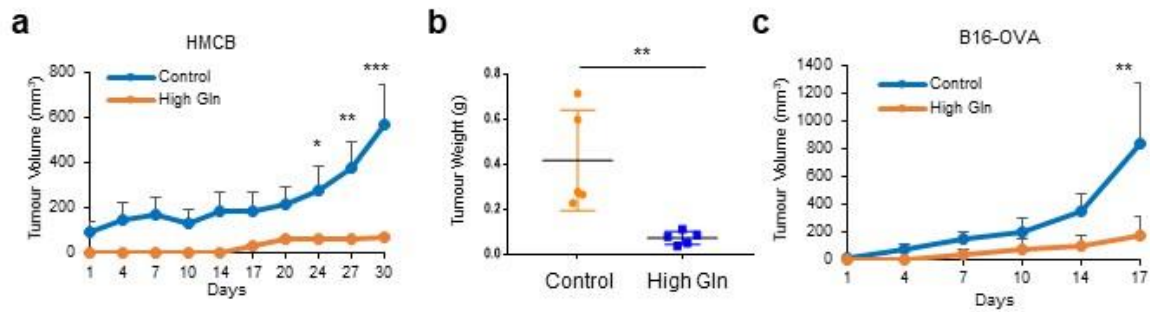 a
HMCB
Tumour Volume (mm³)
800
600
400
200
0
Control
High Gln
*
**
***
1 4 7 10 14 17 20 24 27 30
Days
b
**
Tumour Weight (g)
0.8
0.6
0.4
0.2
0.0
Control High Gln
c
B16-OVA
Tumour Volume (mm³)
1400
1200
1000
800
600
400
200
0
Control
High Gln
**
1 4 7 10 14 17
Days